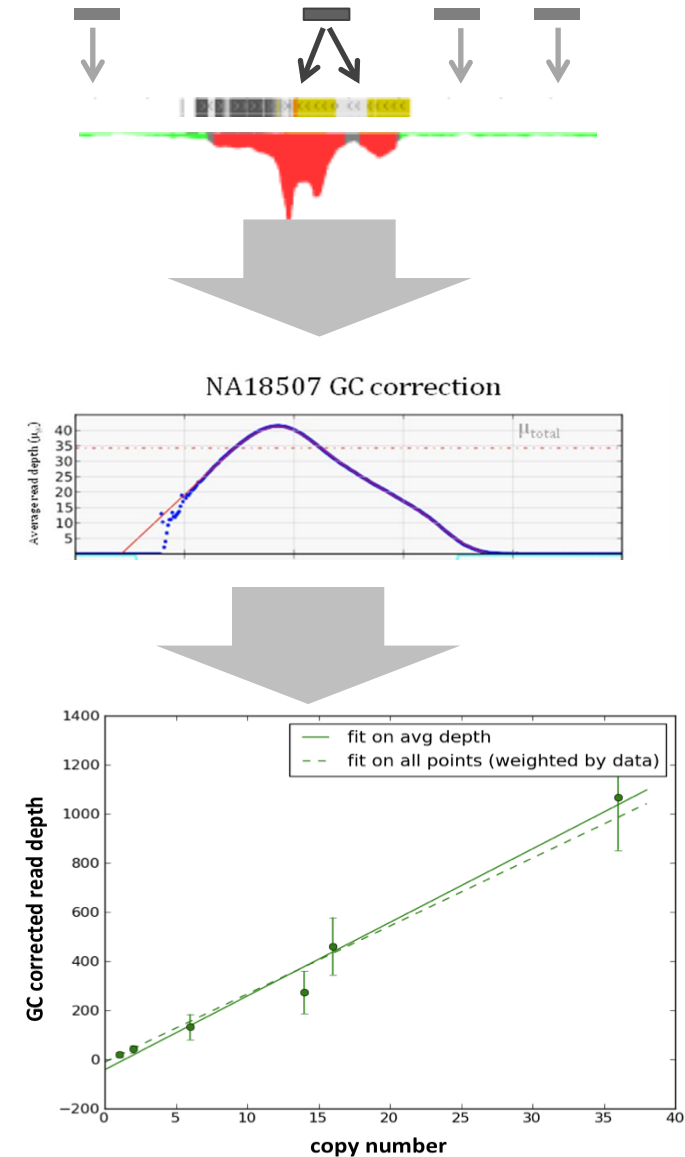 NA18507 GC correction
Average read depth (μ
40
35
30
25
20
15
10
5
μtotal
GC corrected read depth
1400
1200
1000
800
600
400
200
0
−200
fit on avg depth
fit on all points (weighted by data)
0 5 10 15 20 25 30 35 40
copy number